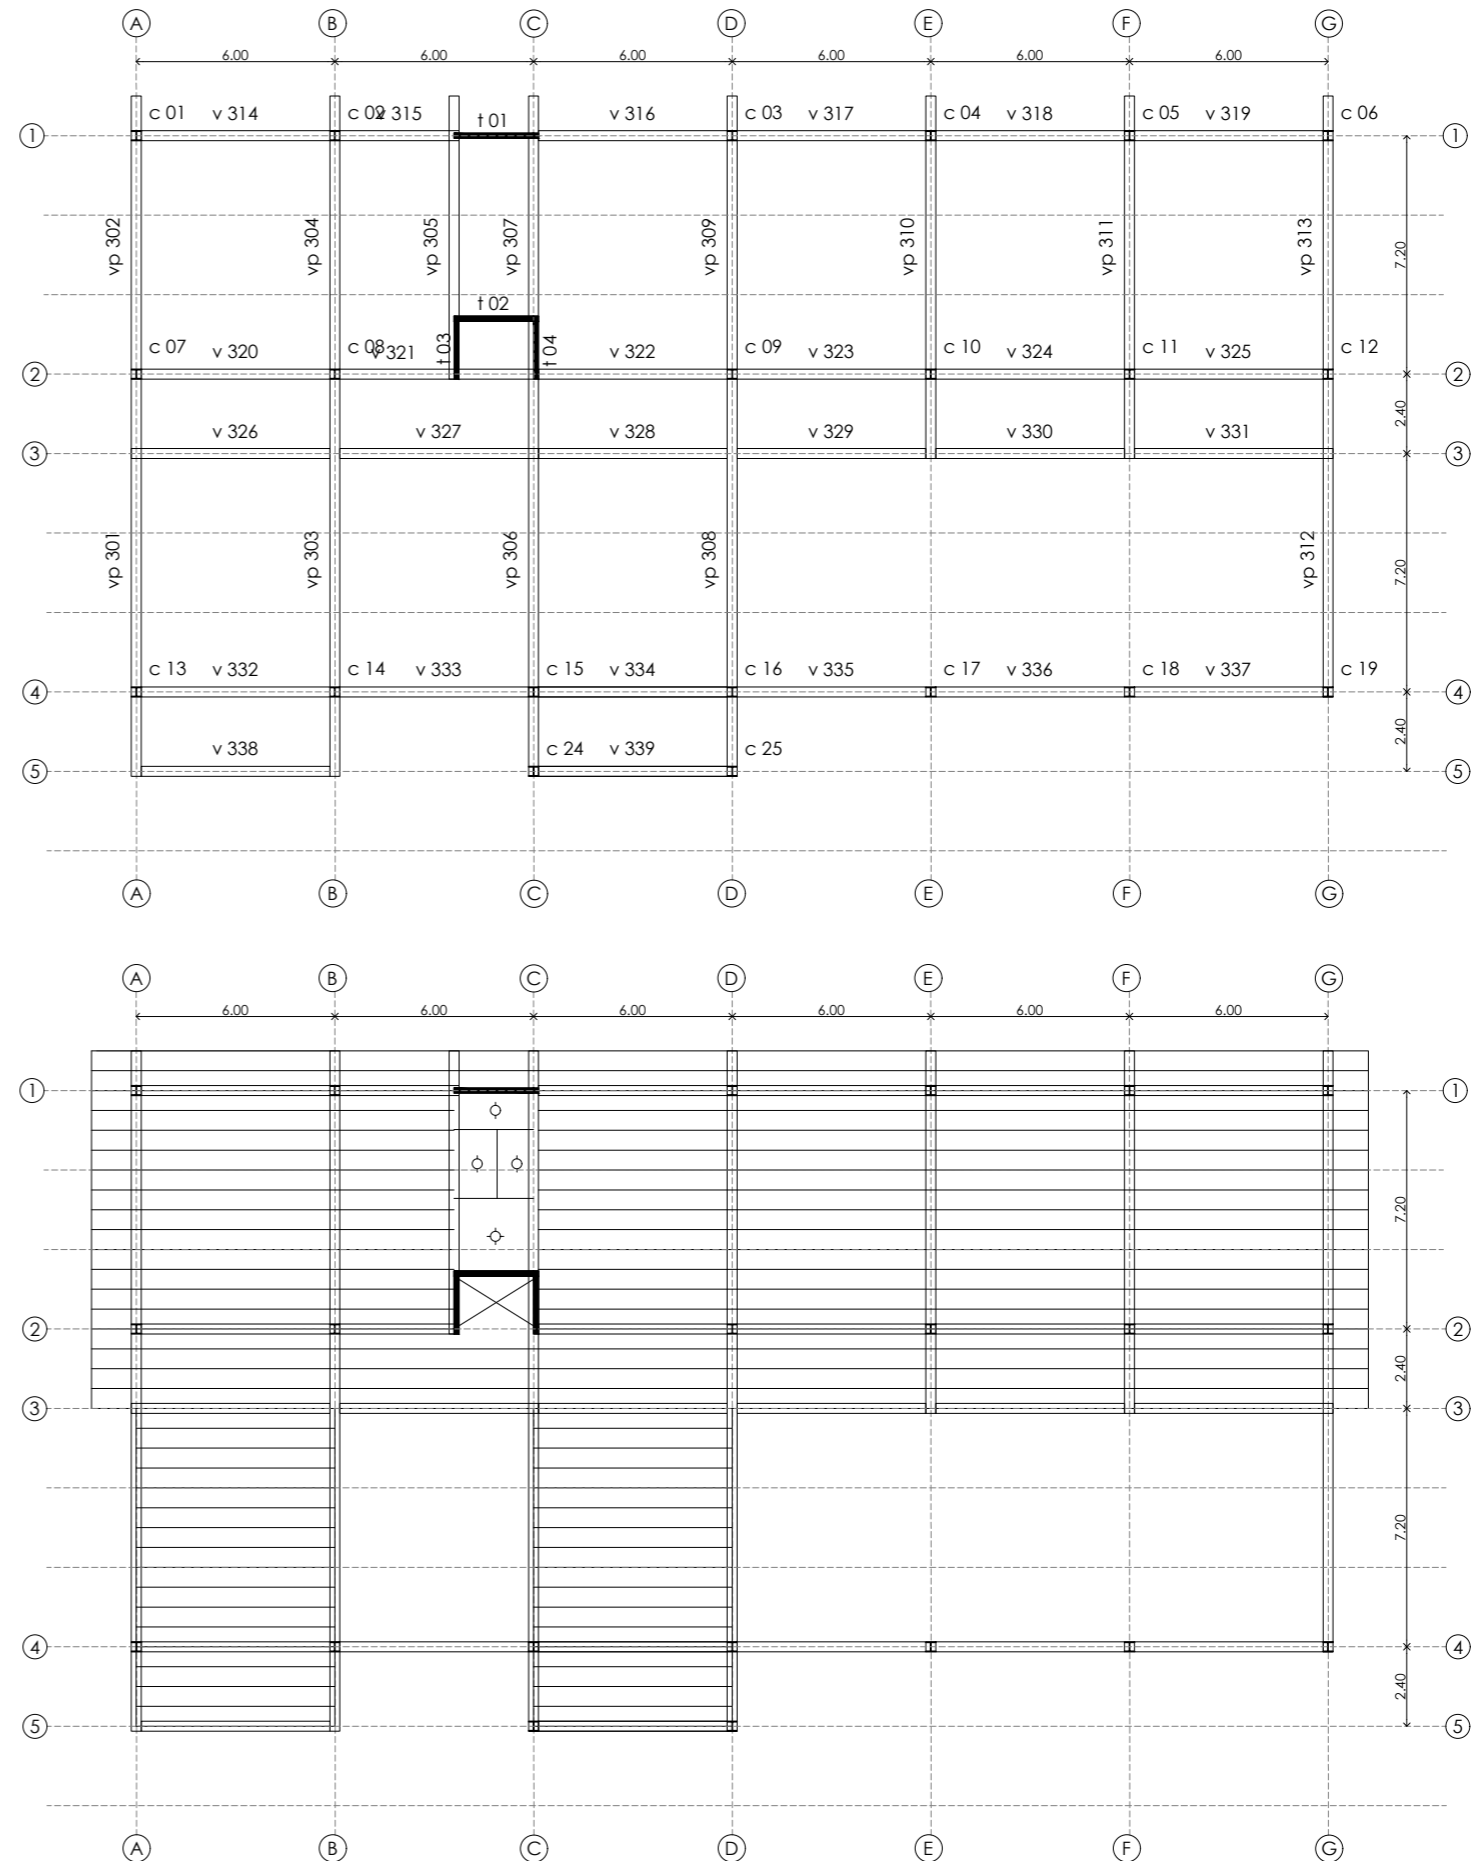 A B C D E F G
6.00 6.00 6.00 6.00 6.00 6.00
c 01 v 314 c 02 v 315 t 01 v 316 c 03 v 317 c 04 v 318 c 05 v 319 c 06
1 1
vp 302 vp 304 vp 305 vp 307 vp 309 vp 310 vp 311 vp 313 7.20
t 02
c 07 v 320 c 08 v 321 t 03 t 04 v 322 c 09 v 323 c 10 v 324 c 11 v 325 c 12
2 2
2.40
v 326 v 327 v 328 v 329 v 330 v 331
3 3
vp 301 vp 303 vp 306 vp 308 vp 312 7.20
c 13 v 332 c 14 v 333 c 15 v 334 c 16 v 335 c 17 v 336 c 18 v 337 c 19
4 4
2.40
v 338 c 24 v 339 c 25
5 5
A B C D E F G
A B C D E F G
6.00 6.00 6.00 6.00 6.00 6.00
1 1
7.20
2 2
2.40
3 3
7.20
4 4
2.40
5 5
A B C D E F G